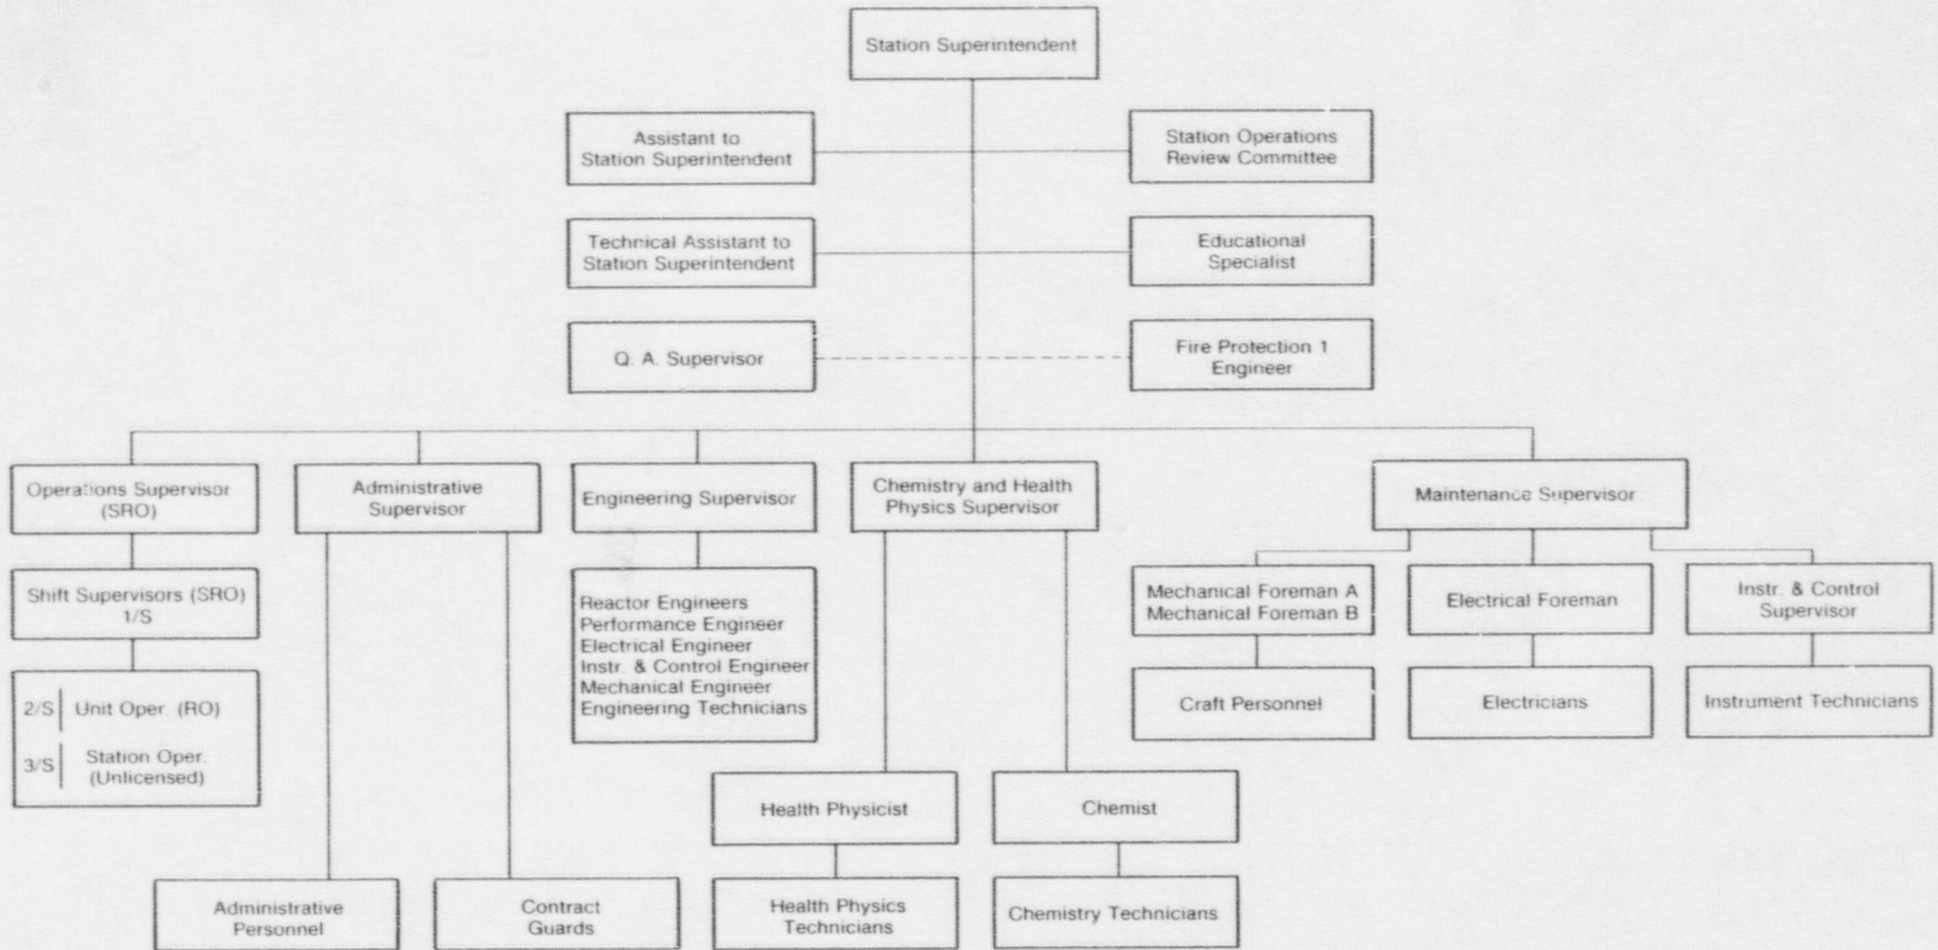 Station Superintendent
Assistant to
Station Superintendent
Station Operations
Review Committee
Technical Assistant to
Station Superintendent
Educational
Specialist
Q. A. Supervisor
Fire Protection 1
Engineer
Operations Supervisor
(SRO)
Administrative
Supervisor
Engineering Supervisor
Chemistry and Health
Physics Supervisor
Maintenance Supervisor
Shift Supervisors (SRO)
1/S
Reactor Engineers
Performance Engineer
Electrical Engineer
Instr. & Control Engineer
Mechanical Engineer
Engineering Technicians
Mechanical Foreman A
Mechanical Foreman B
Electrical Foreman
Instr. & Control
Supervisor
2/S Unit Oper. (RO)
3/S Station Oper.
(Unlicensed)
Craft Personnel
Electricians
Instrument Technicians
Health Physicist
Chemist
Administrative
Personnel
Contract
Guards
Health Physics
Technicians
Chemistry Technicians